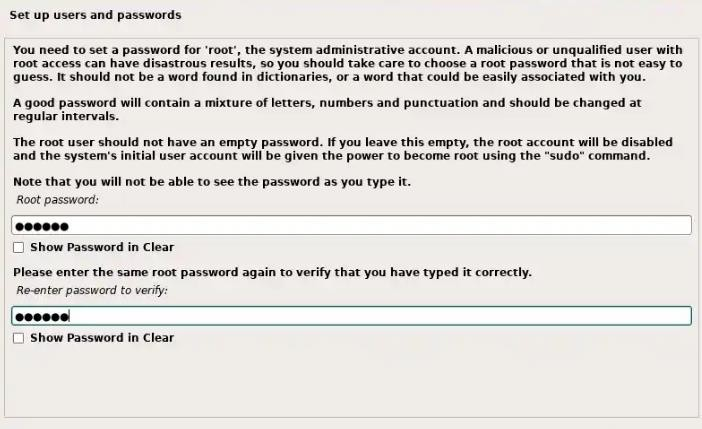 Set up users and passwords
You need to set a password for 'root', the system administrative account. A malicious or unqualified user with
root access can have disastrous results, so you should take care to choose a root password that is not easy to
guess. It should not be a word found in dictionaries, or a word that could be easily associated with you.
A good password will contain a mixture of letters, numbers and punctuation and should be changed at
regular intervals.
The root user should not have an empty password. If you leave this empty, the root account will be disabled
and the system's initial user account will be given the power to become root using the "sudo" command.
Note that you will not be able to see the password as you type it.
Root password:
●●●●●●
Show Password in Clear
Please enter the same root password again to verify that you have typed it correctly.
Re-enter password to verify:
●●●●●●
Show Password in Clear